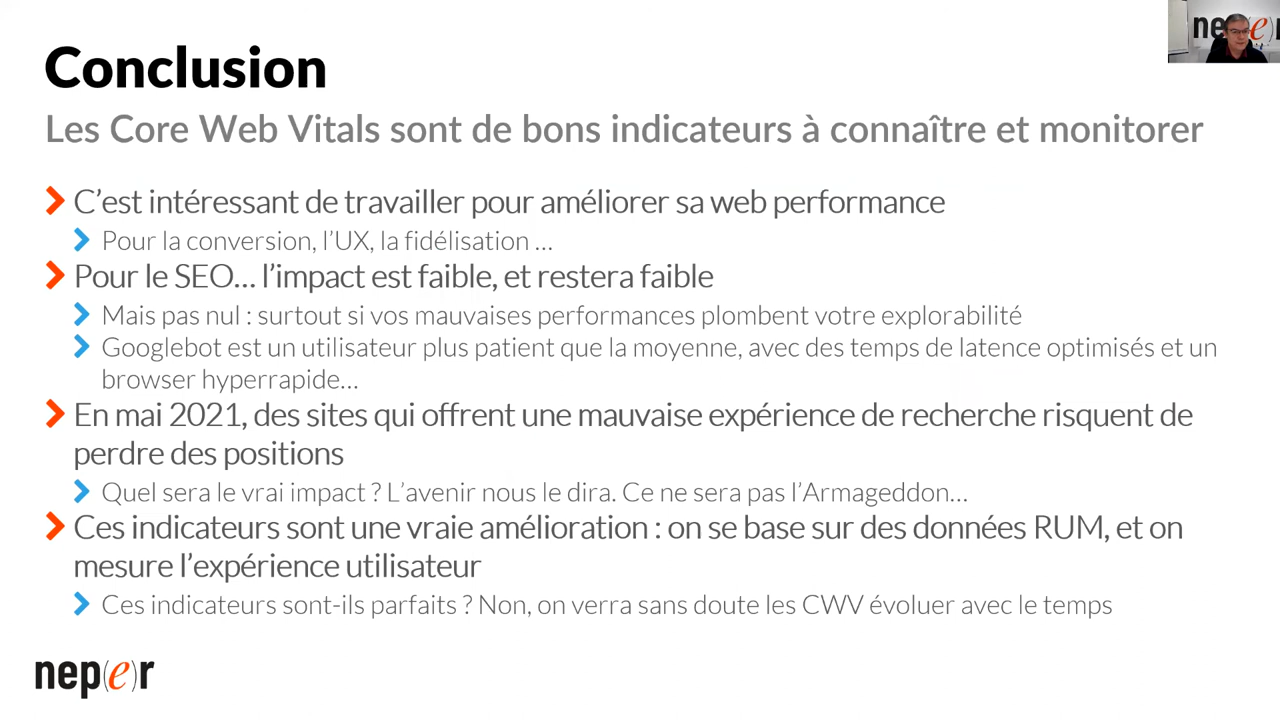 nep(e)r
Conclusion
Les Core Web Vitals sont de bons indicateurs à connaître et monitorer
C’est intéressant de travailler pour améliorer sa web performance
Pour la conversion, l’UX, la fidélisation ...
Pour le SEO… l’impact est faible, et restera faible
Mais pas nul : surtout si vos mauvaises performances plombent votre explorabilité
Googlebot est un utilisateur plus patient que la moyenne, avec des temps de latence optimisés et un
browser hyperrapide…
En mai 2021, des sites qui offrent une mauvaise expérience de recherche risquent de
perdre des positions
Quel sera le vrai impact ? L’avenir nous le dira. Ce ne sera pas l’Armageddon…
Ces indicateurs sont une vraie amélioration : on se base sur des données RUM, et on
mesure l’expérience utilisateur
Ces indicateurs sont-ils parfaits ? Non, on verra sans doute les CWV évoluer avec le temps
nep(e)r